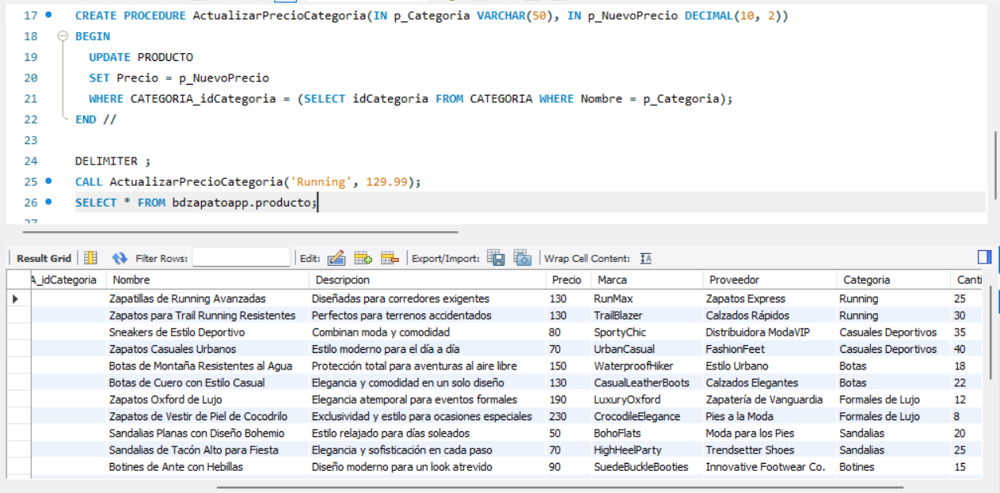 17 CREATE PROCEDURE ActualizarPrecioCategoria(IN p_Categoria VARCHAR(50), IN p_NuevoPrecio DECIMAL(10, 2))
18 BEGIN
19 UPDATE PRODUCTO
20 SET Precio = p_NuevoPrecio
21 WHERE CATEGORIA_idCategoria = (SELECT idCategoria FROM CATEGORIA WHERE Nombre = p_Categoria);
22 END //
23
24 DELIMITER ;
25 CALL ActualizarPrecioCategoria('Running', 129.99);
26 SELECT * FROM bdzapatoapp.producto;
27
Result Grid Filter Rows: Edit: Export/Import: Wrap Cell Content: IA
A_idCategoria Nombre Descripcion Precio Marca Proveedor Categoria Canti
Zapatillas de Running Avanzadas Diseñadas para corredores exigentes 130 RunMax Zapatos Express Running 25
Zapatos para Trail Running Resistentes Perfectos para terrenos accidentados 130 TrailBlazer Calzados Rápidos Running 30
Sneakers de Estilo Deportivo Combinan moda y comodidad 80 SportyChic Distribuidora ModaVIP Casuales Deportivos 35
Zapatos Casuales Urbanos Estilo moderno para el día a día 70 UrbanCasual FashionFeet Casuales Deportivos 40
Botas de Montaña Resistentes al Agua Protección total para aventuras al aire libre 150 WaterproofHiker Estilo Urbano Botas 18
Botas de Cuero con Estilo Casual Elegancia y comodidad en un solo diseño 130 CasualLeatherBoots Calzados Elegantes Botas 22
Zapatos Oxford de Lujo Elegancia atemporal para eventos formales 190 LuxuryOxford Zapatería de Vanguardia Formales de Lujo 12
Zapatos de Vestir de Piel de Cocodrilo Exclusividad y estilo para ocasiones especiales 230 CrocodileElegance Pies a la Moda Formales de Lujo 8
Sandalias Planas con Diseño Bohemio Estilo relajado para días soleados 50 BohoFlats Moda para los Pies Sandalias 20
Sandalias de Tacón Alto para Fiesta Elegancia y sofisticación en cada paso 70 HighHeelParty Trendsetter Shoes Sandalias 25
Botines de Ante con Hebillas Diseño moderno para un look atrevido 90 SuedeBuckleBooties Innovative Footwear Co. Botines 15